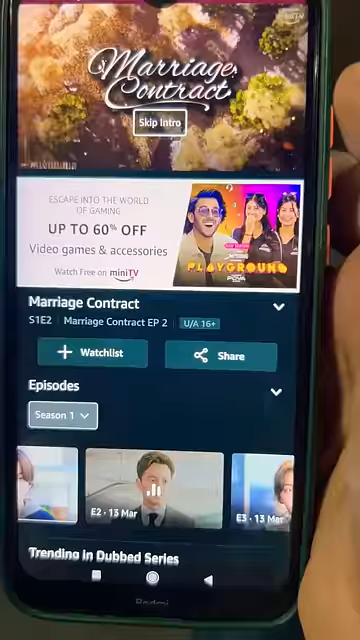 Marriage
Contract
Skip Intro
ESCAPE INTO THE WORLD
OF GAMING
UP TO 60% OFF
Video games & accessories
Watch Free on miniTV
PLAYGROUND
Marriage Contract
S1E2 Marriage Contract EP 2 U/A 16+
+ Watchlist
Share
Episodes
Season 1
E2 · 13 Mar
E3 · 13 Mar
Trending in Dubbed Series
Redmi